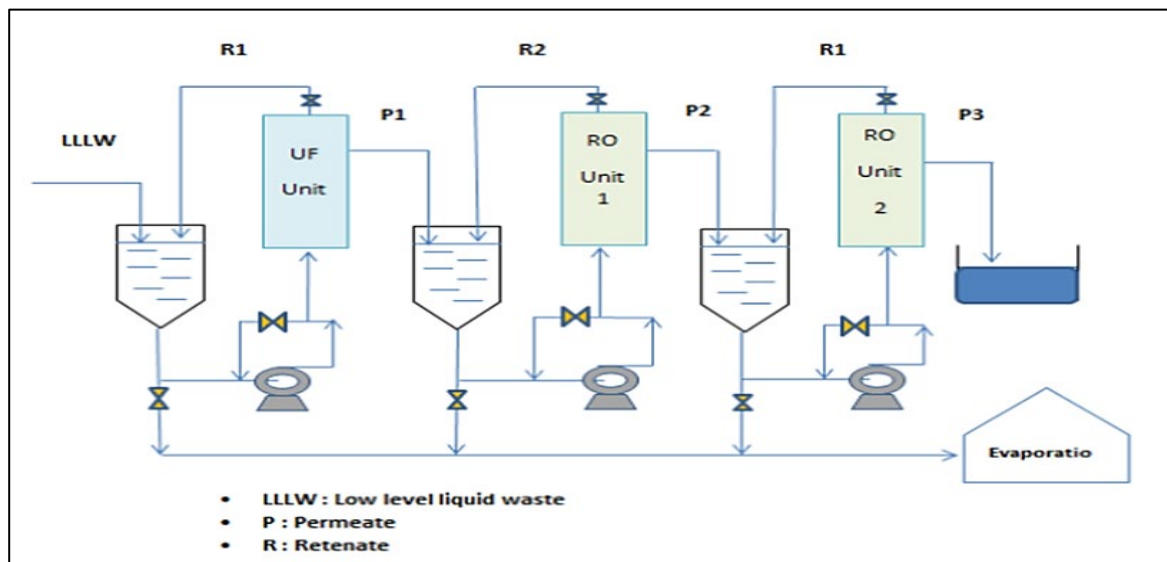 R1
R2
R1
LLLW
P1
P2
P3
UF
Unit
RO
Unit
1
RO
Unit
2
Evaporatio
• LLLW : Low level liquid waste
• P : Permeate
• R : Retenate